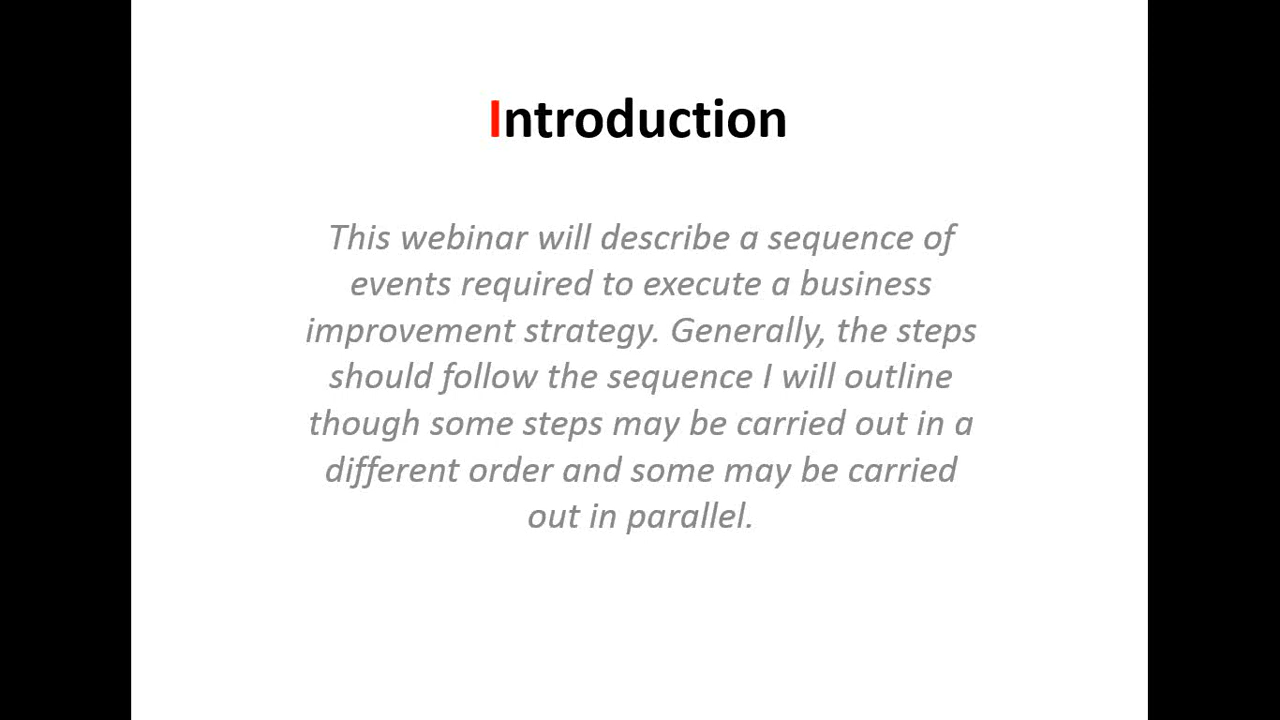 Introduction
This webinar will describe a sequence of
events required to execute a business
improvement strategy. Generally, the steps
should follow the sequence I will outline
though some steps may be carried out in a
different order and some may be carried
out in parallel.